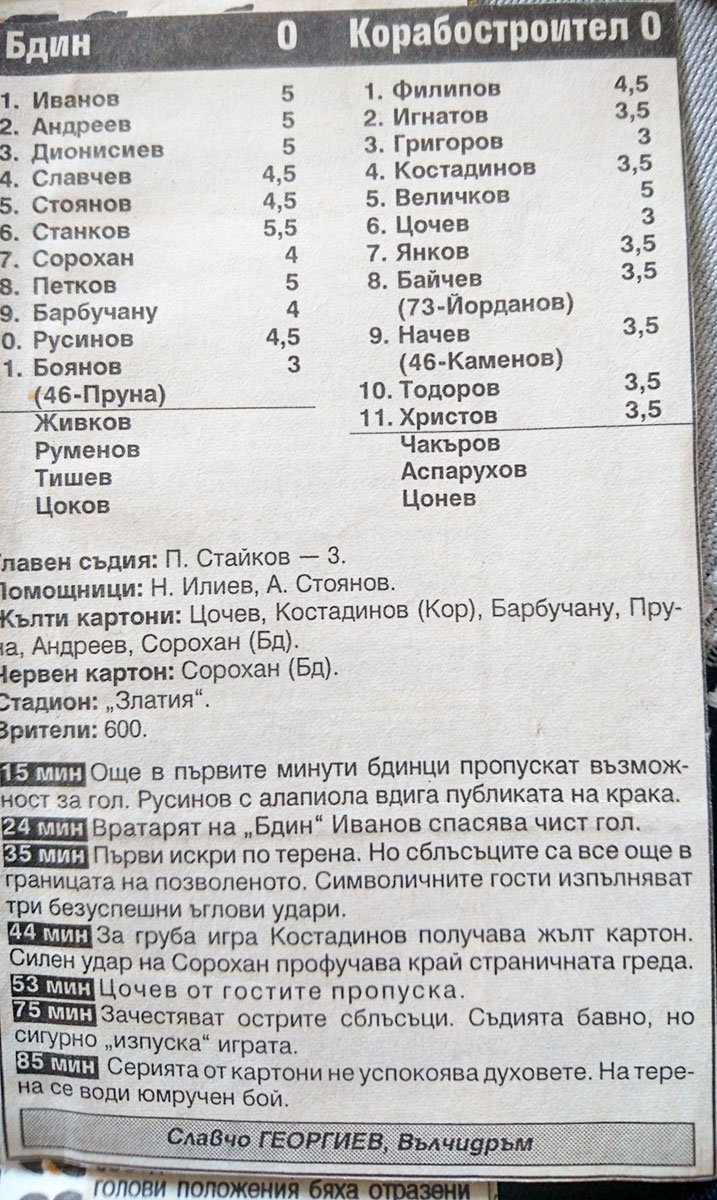 Бдин 0
1. Иванов 5
2. Андреев 5
3. Дионисиев 5
4. Славчев 4,5
5. Стоянов 4,5
6. Станков 5,5
7. Сорохан 4
8. Петков 5
9. Барбучану 4
0. Русинов 4,5
1. Боянов 3
(46-Пруна)
Живков
Руменов
Тишев
Цоков
Корабостроител 0
1. Филипов 4,5
2. Игнатов 3,5
3. Григоров 3
4. Костадинов 3,5
5. Величков 5
6. Цочев 3
7. Янков 3,5
8. Байчев 3,5
(73-Йорданов)
9. Начев 3,5
(46-Каменов)
10. Тодоров 3,5
11. Христов 3,5
Чакъров
Аспарухов
Цонев
Главен съдия: П. Стайков — 3.
Помощници: Н. Илиев, А. Стоянов.
Жълти картони: Цочев, Костадинов (Кор), Барбучану, Пру-
на, Андреев, Сорохан (Бд).
Червен картон: Сорохан (Бд).
Стадион: „Златия“.
Зрители: 600.
15 мин Още в първите минути бдинци пропускат възмож-
ност за гол. Русинов с алапиола вдига публиката на крака.
24 мин Вратарят на „Бдин“ Иванов спасява чист гол.
35 мин Първи искри по терена. Но сблъсъците са все още в
границата на позволеното. Символичните гости изпълняват
три безуспешни ъглови удари.
44 мин За груба игра Костадинов получава жълт картон.
Силен удар на Сорохан профучава край страничната греда.
53 мин Цочев от гостите пропуска.
75 мин Зачестяват острите сблъсъци. Съдията бавно, но
сигурно „изпуска“ играта.
85 мин Серията от картони не успокоява духовете. На тере-
на се води юмручен бой.
Славчо ГЕОРГИЕВ, Вълчидръм
голови положения бяха отразени